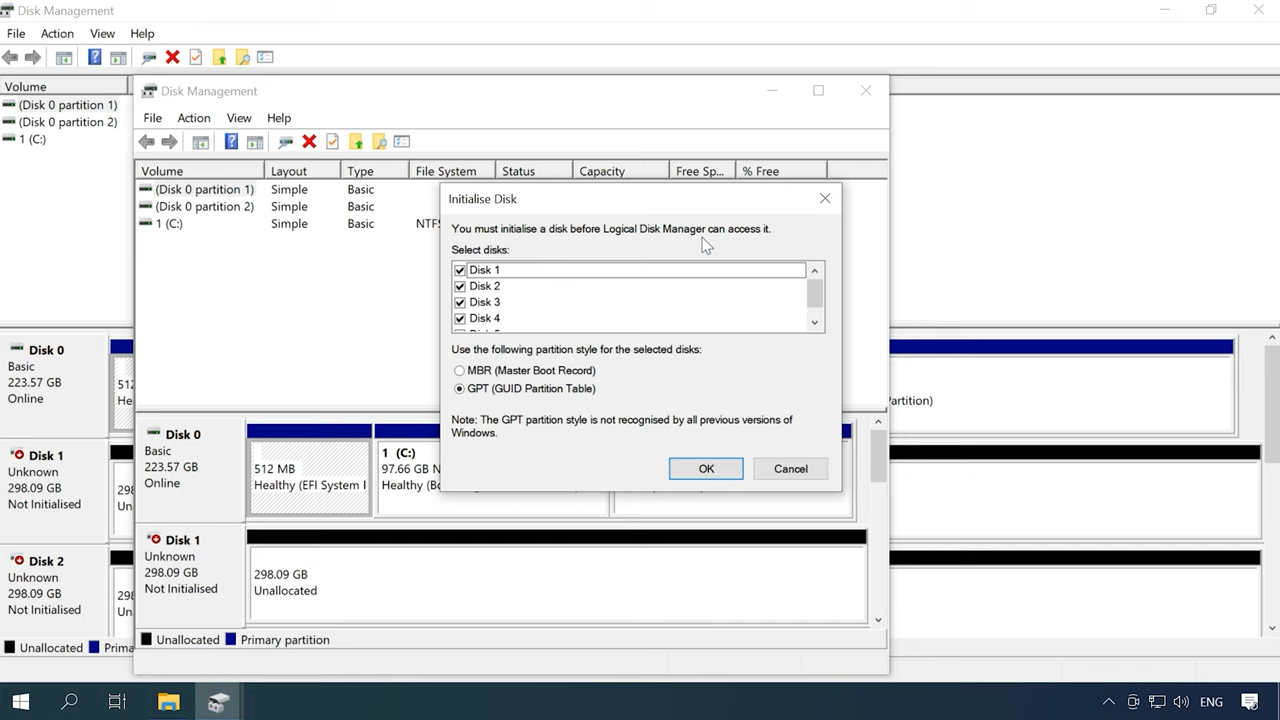 Disk Management
File Action View Help
Volume
(Disk 0 partition 1)
(Disk 0 partition 2)
1 (C:)
Disk Management
File Action View Help
Volume Layout Type File System Status Capacity Free Sp... % Free
(Disk 0 partition 1) Simple Basic
(Disk 0 partition 2) Simple Basic
1 (C:) Simple Basic NTFS
Initialise Disk
You must initialise a disk before Logical Disk Manager can access it.
Select disks:
Disk 1
Disk 2
Disk 3
Disk 4
Use the following partition style for the selected disks:
MBR (Master Boot Record)
GPT (GUID Partition Table)
Note: The GPT partition style is not recognised by all previous versions of
Windows.
OK Cancel
Disk 0
Basic
223.57 GB
Online
512 MB
Healthy (EFI System
1 (C:)
97.66 GB
Healthy
Disk 1
Unknown
298.09 GB
Not Initialised
298.09 GB
Unallocated
Unallocated Primary partition
Disk 0
Basic
223.57 GB
Online
Partition)
Disk 1
Unknown
298.09 GB
Not Initialised
Disk 2
Unknown
298.09 GB
Not Initialised
Unallocated
ENG